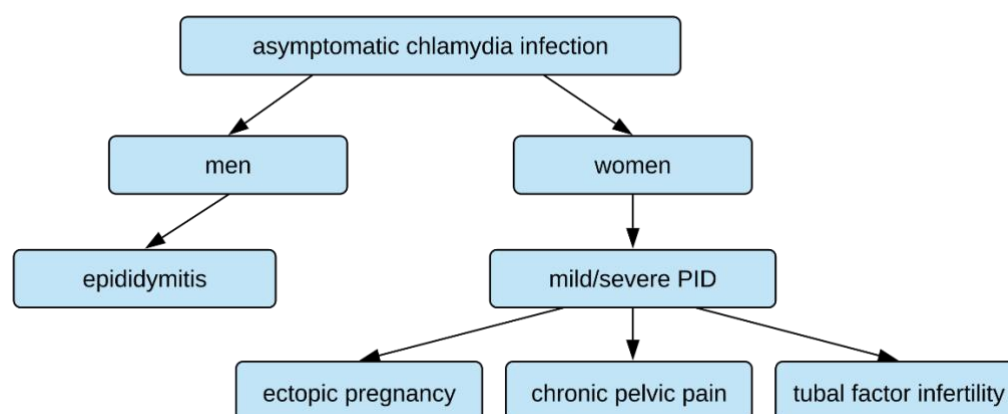 asymptomatic chlamydia infection
men
women
epididymitis
mild/severe PID
ectopic pregnancy
chronic pelvic pain
tubal factor infertility